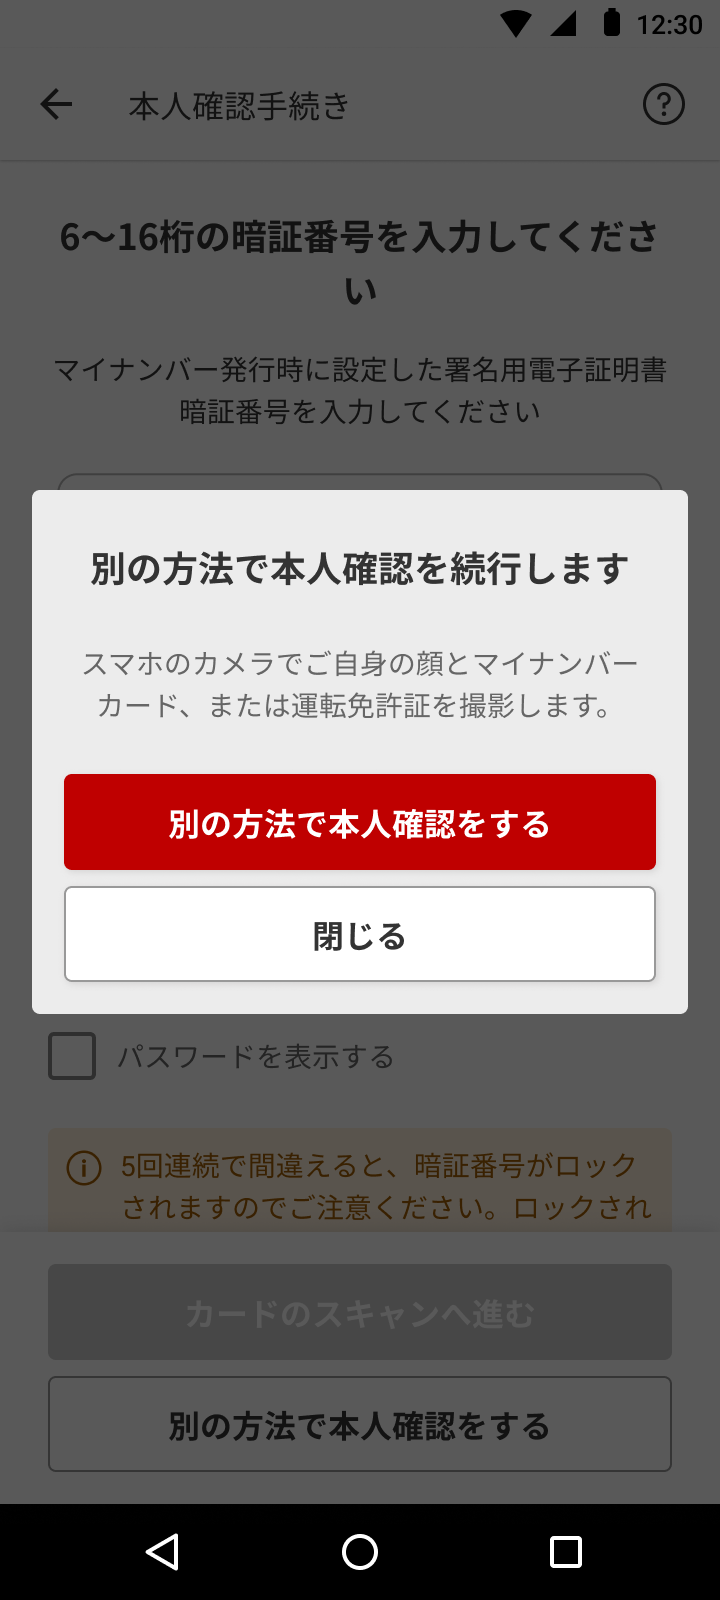 12:30
本人確認手続き
6〜16桁の暗証番号を入力してくださ
い
マイナンバー発行時に設定した署名用電子証明書
暗証番号を入力してください
別の方法で本人確認を続行します
スマホのカメラでご自身の顔とマイナンバー
カード、または運転免許証を撮影します。
別の方法で本人確認をする
閉じる
パスワードを表示する
5回連続で間違えると、暗証番号がロック
されますのでご注意ください。ロックされ
カードのスキャンへ進む
別の方法で本人確認をする